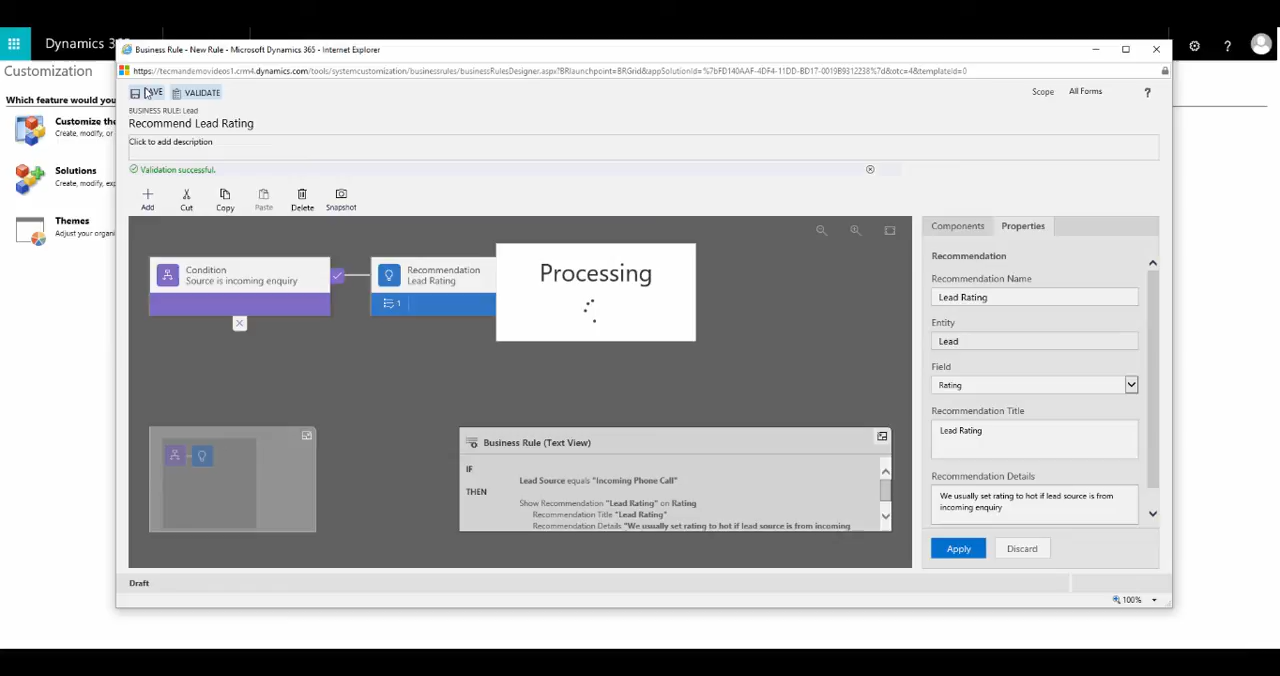 Dynamics 36
Business Rule - New Rule - Microsoft Dynamics 365 - Internet Explorer
?
Customization
https://tecmandemovideos1.crm4.dynamics.com/tools/systemcustomization/businessrules/businessRulesDesigner.aspx?BRlaunchpoint=BRGrid&appSolutionId=%7bFD140AAF-4DF4-11DD-BD17-0019B9312238%7d&otc=4&templateId=0
Which feature would you
VALIDATE
Scope
All Forms
?
BUSINESS RULE: Lead
Recommend Lead Rating
Customize the
Create, modify, or
Click to add description
Validation successful.
Solutions
Create, modify, exp
Add
Cut
Copy
Paste
Delete
Snapshot
Themes
Adjust your organi
Components
Properties
Condition
Source is incoming enquiry
Recommendation
Lead Rating
1
Processing
Recommendation
Recommendation Name
Lead Rating
Entity
Lead
Field
Rating
Recommendation Title
Lead Rating
Recommendation Details
We usually set rating to hot if lead source is from
incoming enquiry
Business Rule (Text View)
IF
Lead Source equals "Incoming Phone Call"
THEN
Show Recommendation "Lead Rating" on Rating
Recommendation Title "Lead Rating"
Recommendation Details "We usually set rating to hot if lead source is from incoming
Apply
Discard
Draft
100%